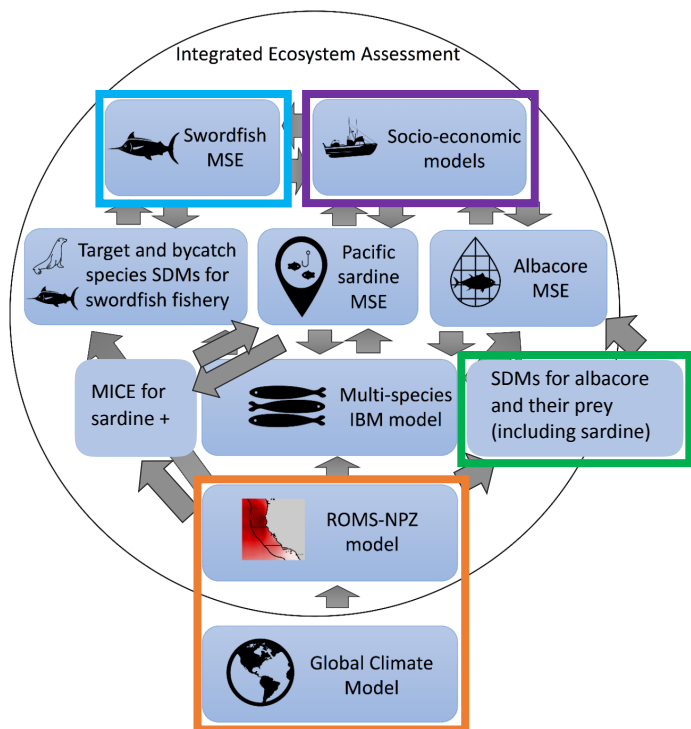 Integrated Ecosystem Assessment
Swordfish
MSE
Socio-economic
models
Target and bycatch
species SDMs for
swordfish fishery
Pacific
sardine
MSE
Albacore
MSE
MICE for
sardine +
Multi-species
IBM model
SDMs for albacore
and their prey
(including sardine)
ROMS-NPZ
model
Global Climate
Model